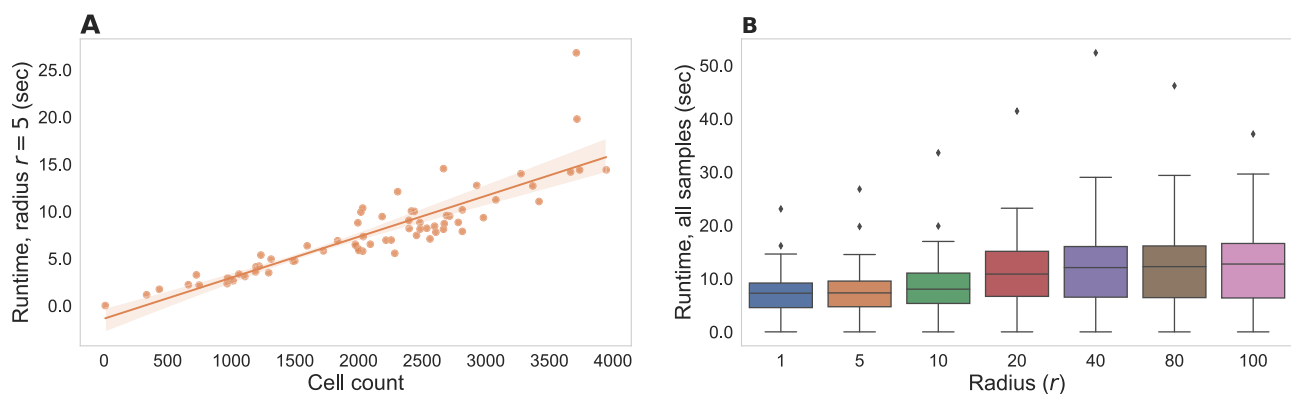 A
Runtime, radius r = 5 (sec)
25.0
20.0
15.0
10.0
5.0
0.0
0 500 1000 1500 2000 2500 3000 3500 4000
Cell count
B
Runtime, all samples (sec)
50.0
40.0
30.0
20.0
10.0
0.0
1 5 10 20 40 80 100
Radius (r)